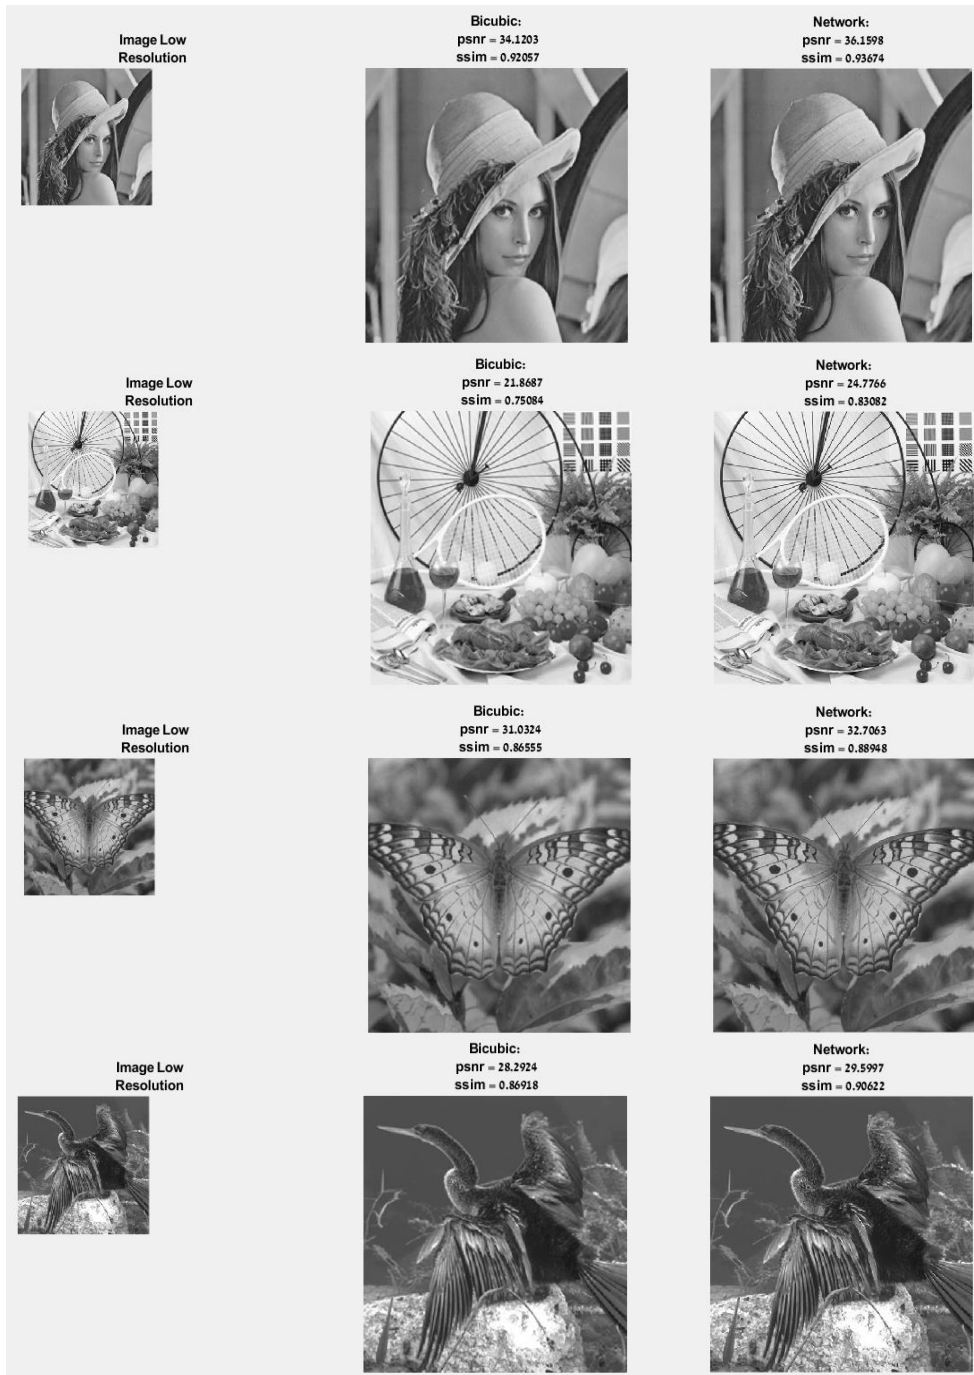 Image Low
Resolution
Bicubic:
psnr = 34.1203
ssim = 0.92057
Network:
psnr = 36.1598
ssim = 0.93674
Image Low
Resolution
Bicubic:
psnr = 21.8687
ssim = 0.75084
Network:
psnr = 24.7766
ssim = 0.83082
Image Low
Resolution
Bicubic:
psnr = 31.0324
ssim = 0.86555
Network:
psnr = 32.7063
ssim = 0.88948
Image Low
Resolution
Bicubic:
psnr = 28.2924
ssim = 0.86918
Network:
psnr = 29.5997
ssim = 0.90622